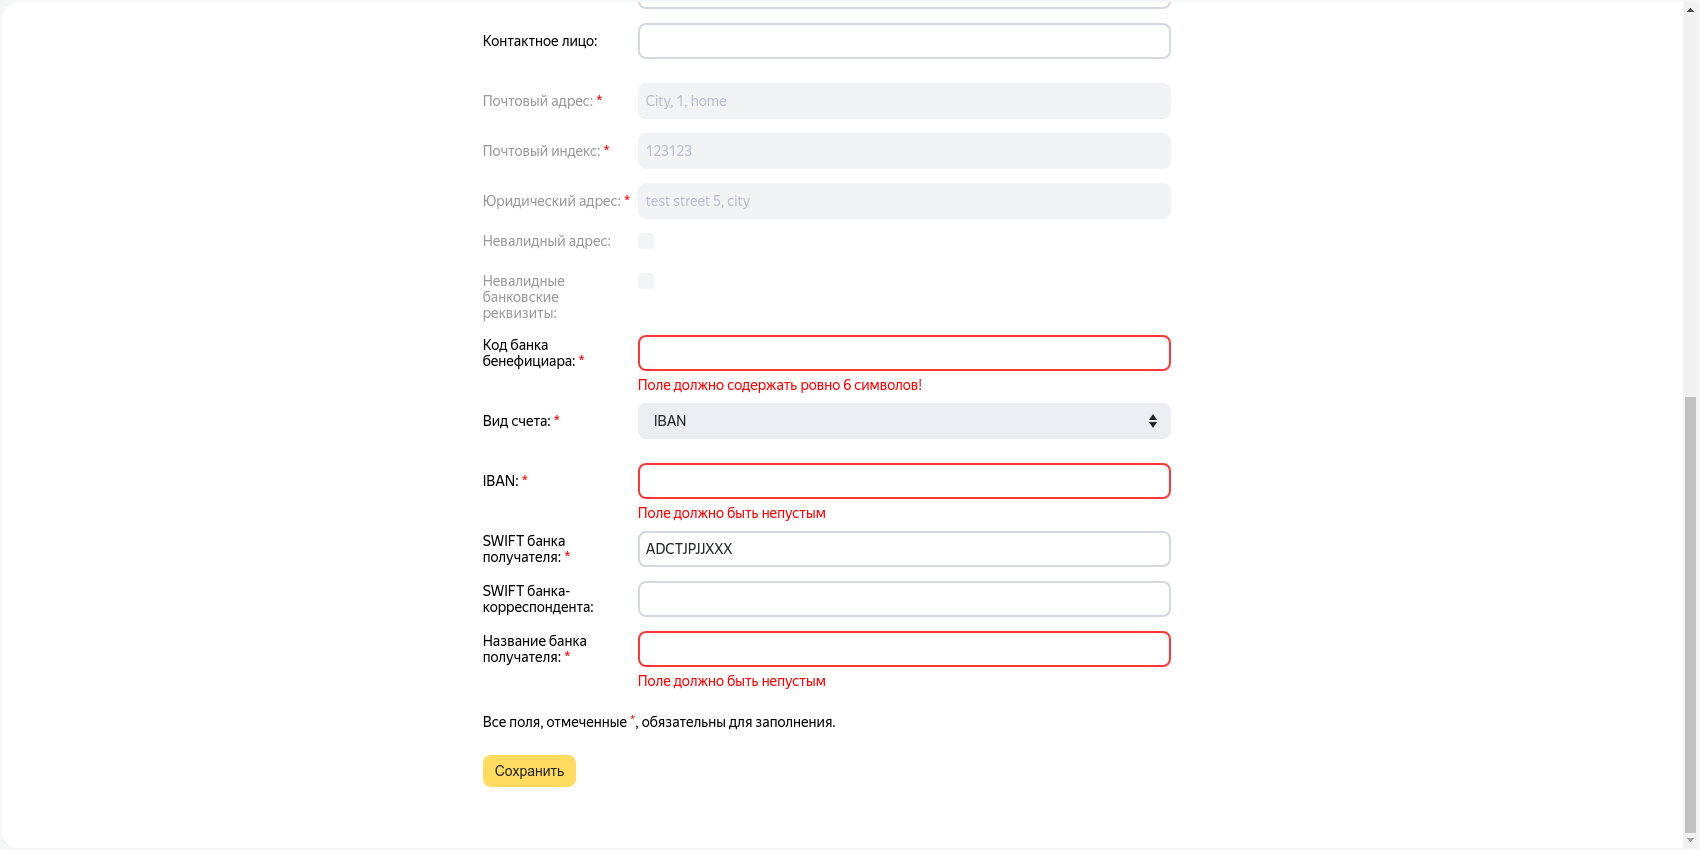 Контактное лицо:
Почтовый адрес: * City, 1, home
Почтовый индекс: * 123123
Юридический адрес: * test street 5, city
Невалидный адрес:
Невалидные
банковские
реквизиты:
Код банка
бенефициара: *
Поле должно содержать ровно 6 символов!
Вид счета: * IBAN
IBAN: *
Поле должно быть непустым
SWIFT банка
получателя: *
ADCTJPJJXXX
SWIFT банка-
корреспондента:
Название банка
получателя: *
Поле должно быть непустым
Все поля, отмеченные *, обязательны для заполнения.
Сохранить